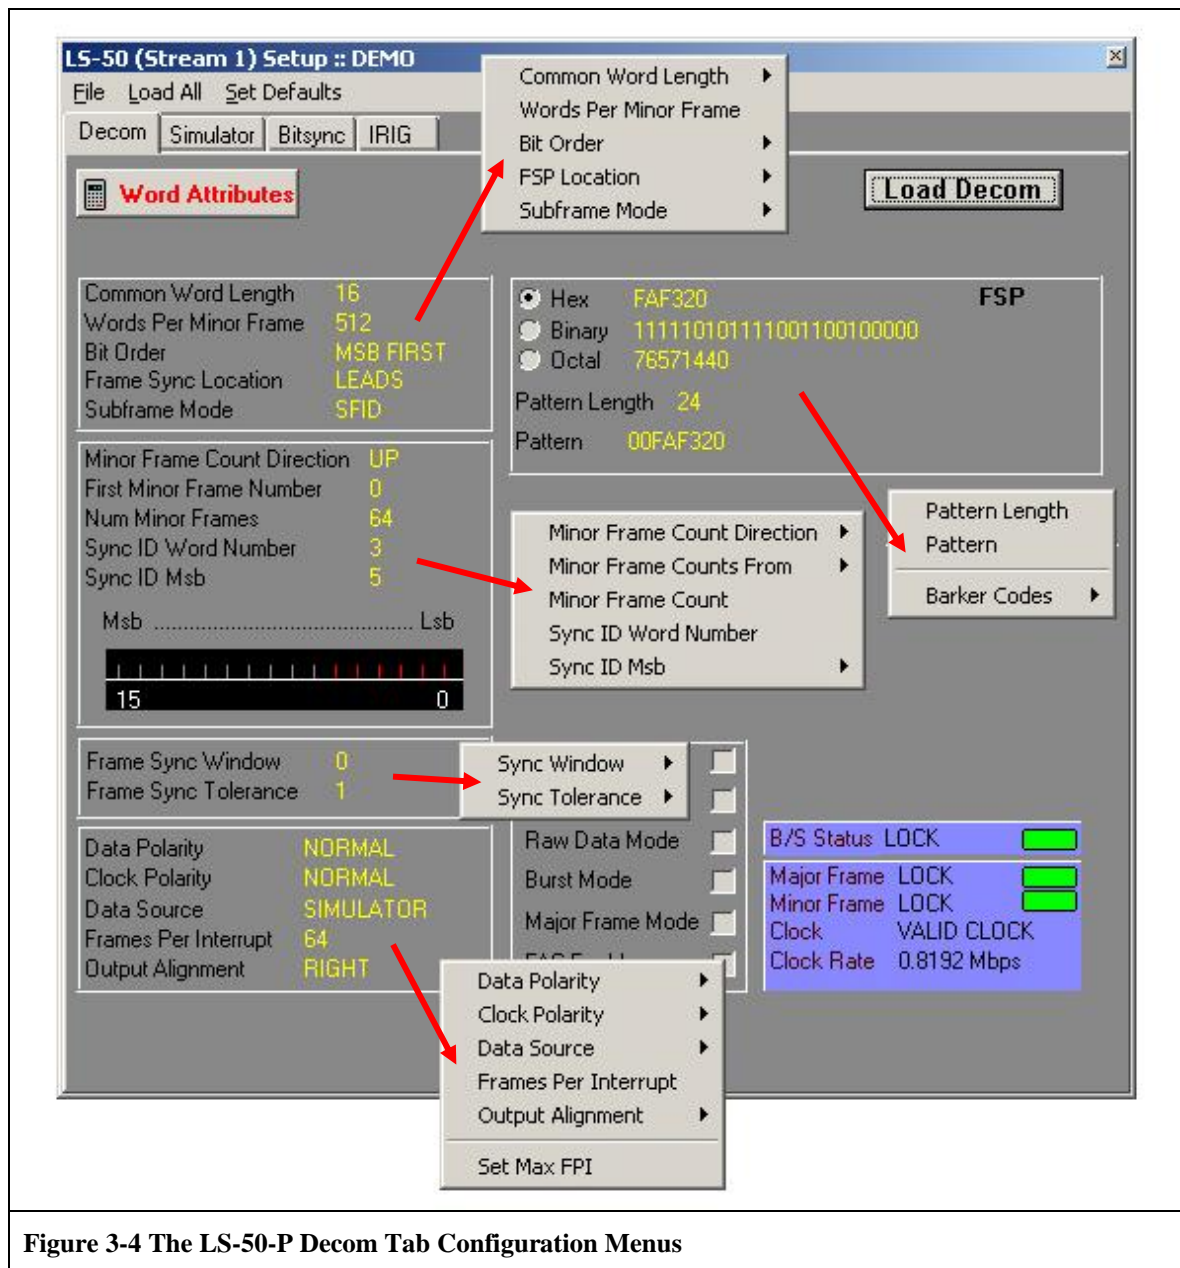 LS-50 (Stream 1) Setup :: DEMO
File Load All Set Defaults
Decom Simulator Bitsync IRIG
Common Word Length
Words Per Minor Frame
Bit Order
FSP Location
Subframe Mode
Word Attributes
Load Decom
Common Word Length 16
Words Per Minor Frame 512
Bit Order MSB FIRST
Frame Sync Location LEADS
Subframe Mode SFID
Hex FAF320 FSP
Binary 111110101111001100100000
Octal 76571440
Pattern Length 24
Pattern 00FAF320
Minor Frame Count Direction UP
First Minor Frame Number 0
Num Minor Frames 64
Sync ID Word Number 3
Sync ID Msb 5
Msb ........................................ Lsb
15 0
Minor Frame Count Direction
Minor Frame Counts From
Minor Frame Count
Sync ID Word Number
Sync ID Msb
Pattern Length
Pattern
Barker Codes
Frame Sync Window 0
Frame Sync Tolerance 1
Sync Window
Sync Tolerance
Data Polarity NORMAL
Clock Polarity NORMAL
Data Source SIMULATOR
Frames Per Interrupt 64
Output Alignment RIGHT
Raw Data Mode
Burst Mode
Major Frame Mode
B/S Status LOCK
Major Frame LOCK
Minor Frame LOCK
Clock VALID CLOCK
Clock Rate 0.8192 Mbps
Data Polarity
Clock Polarity
Data Source
Frames Per Interrupt
Output Alignment
Set Max FPI
Figure 3-4 The LS-50-P Decom Tab Configuration Menus